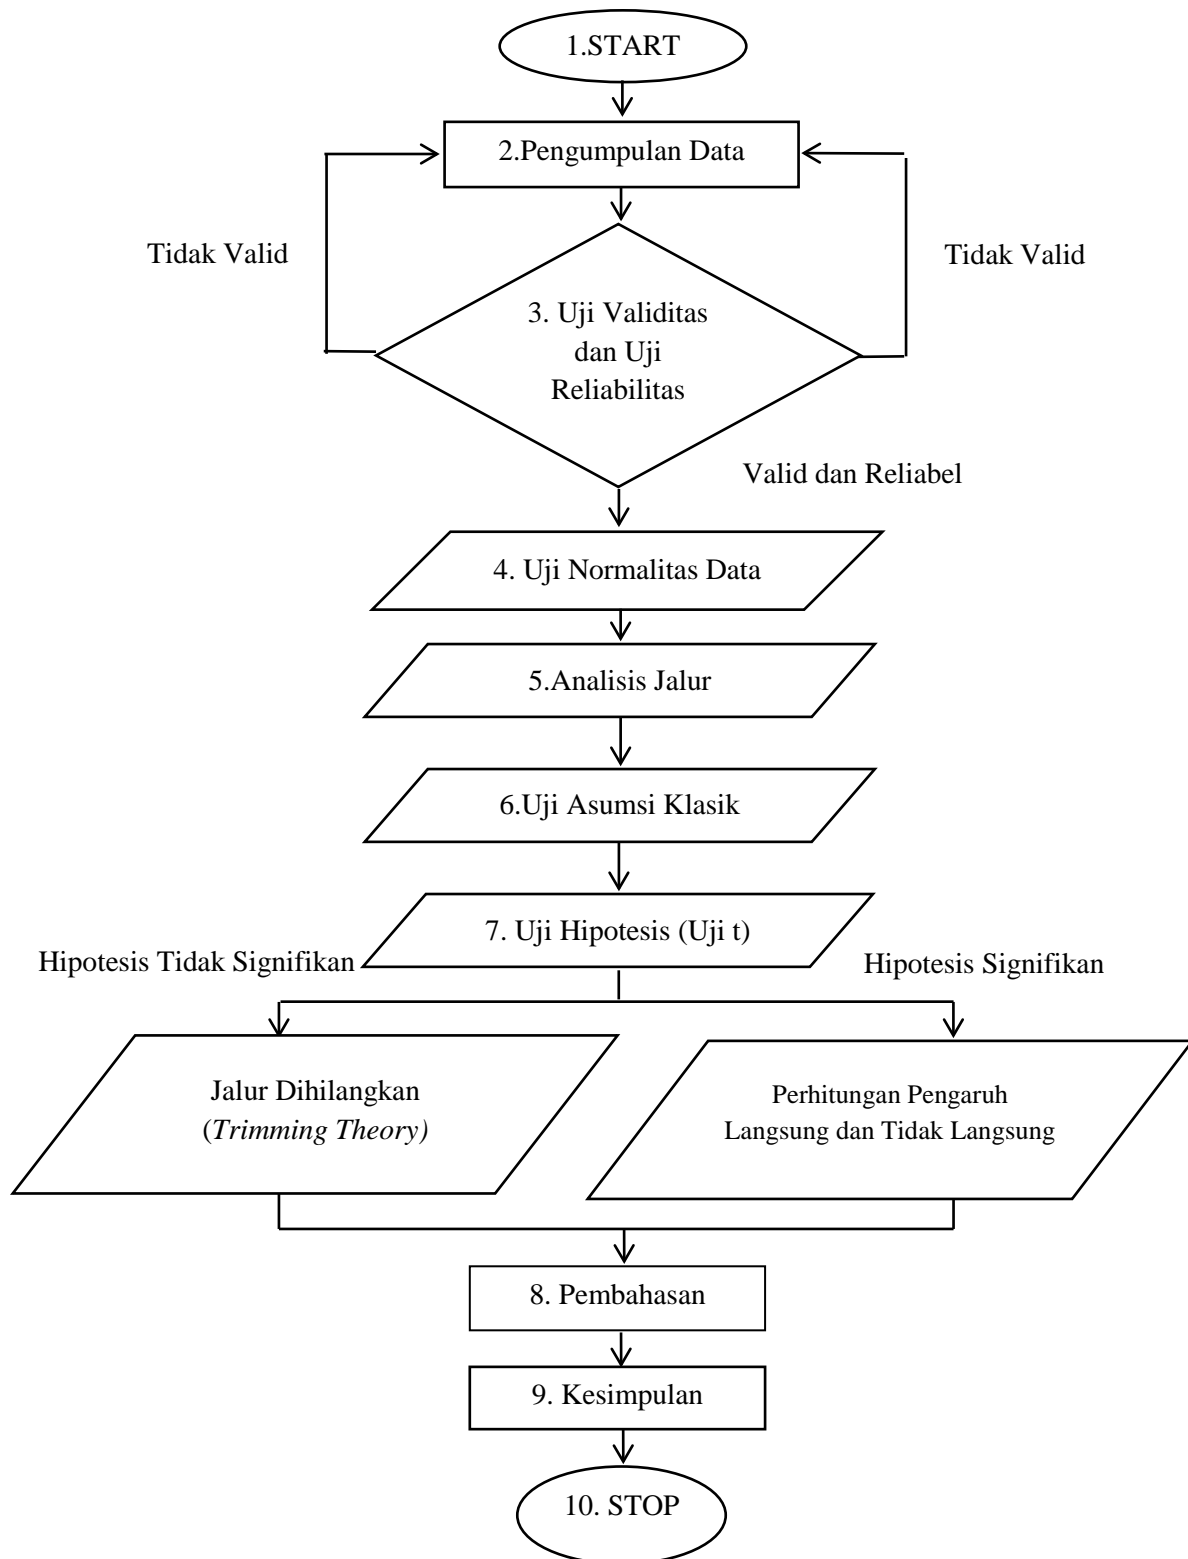 1.START
2.Pengumpulan Data
Tidak Valid
Tidak Valid
3. Uji Validitas
dan Uji
Reliabilitas
Valid dan Reliabel
4. Uji Normalitas Data
5.Analisis Jalur
6.Uji Asumsi Klasik
7. Uji Hipotesis (Uji t)
Hipotesis Tidak Signifikan
Hipotesis Signifikan
Jalur Dihilangkan
(Trimming Theory)
Perhitungan Pengaruh
Langsung dan Tidak Langsung
8. Pembahasan
9. Kesimpulan
10. STOP